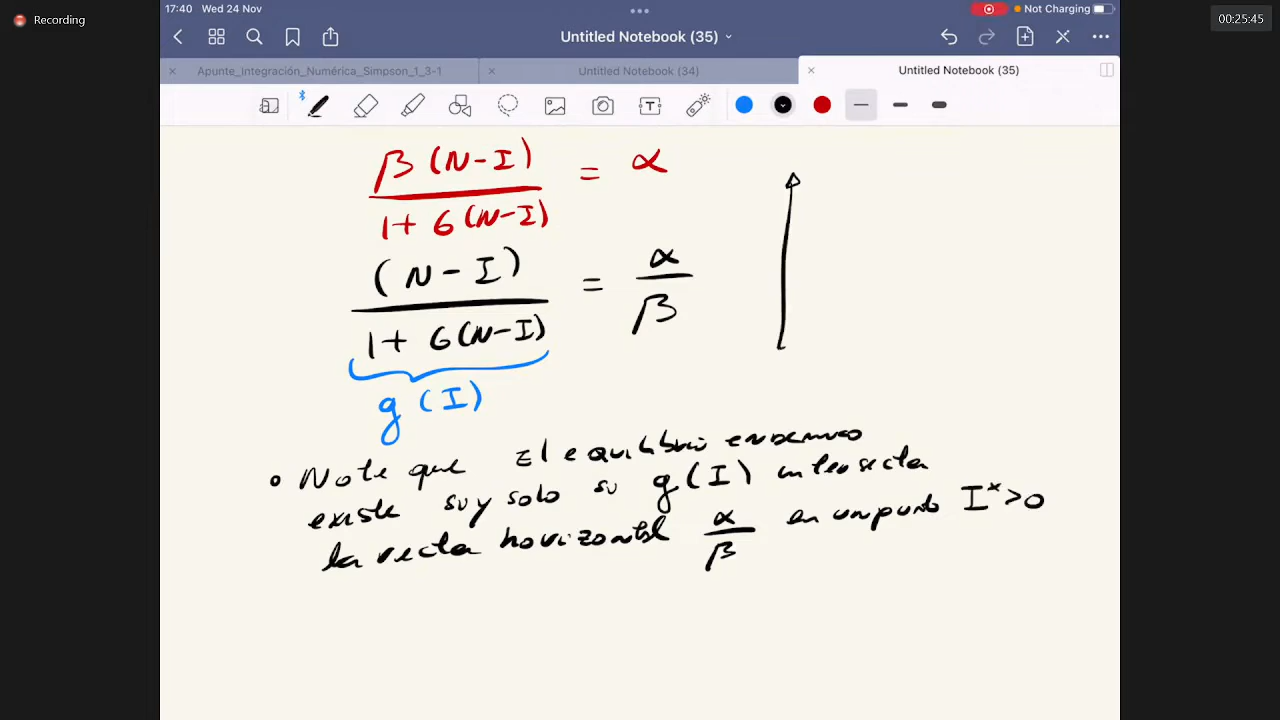 Recording
17:40 Wed 24 Nov
Not Charging
00:25:45
Untitled Notebook (35)
Apunte_Integración_Numérica_Simpson_1_3-1
Untitled Notebook (34)
Untitled Notebook (35)
β(N-I) / 1+6(N-I) = α
(N-I) / 1+6(N-I) = α / β
g(I)
• Note que El equilibrio endemico
existe si y solo si g(I) intersecta
la recta horizontal α/β en un punto I*>0